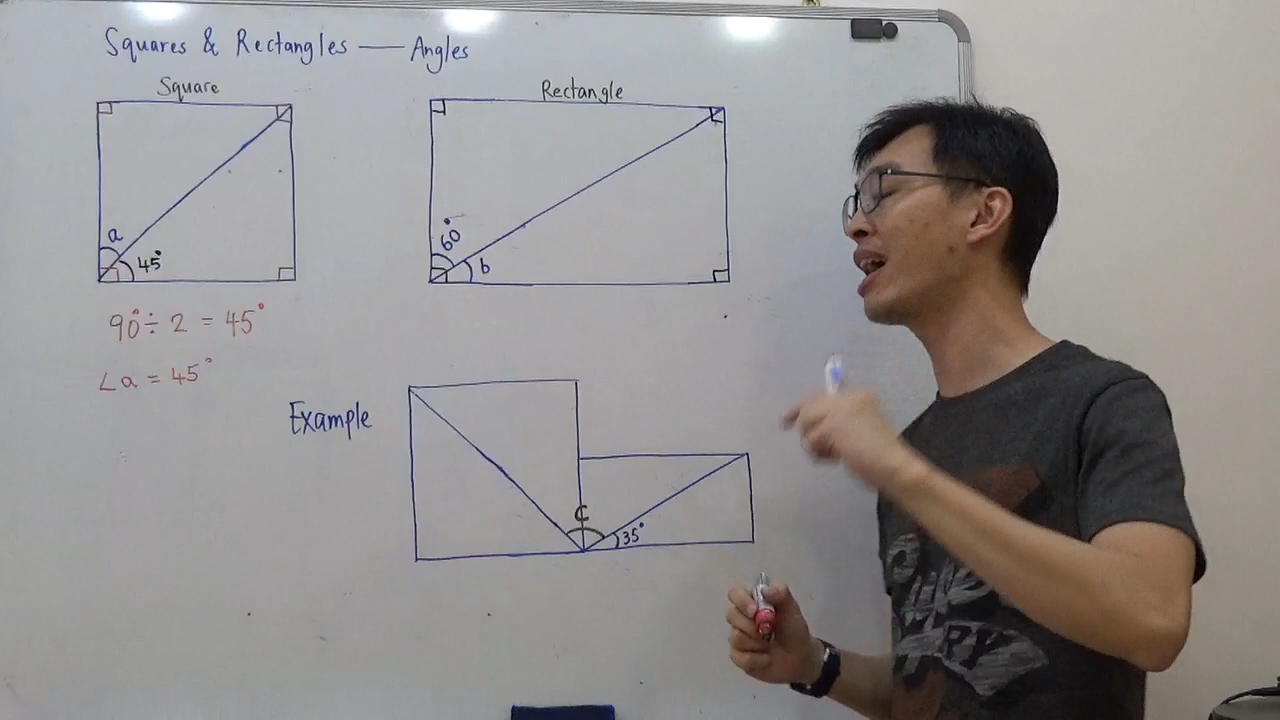 Squares & Rectangles — Angles
Square
Rectangle
a
45°
60°
b
90° ÷ 2 = 45°
∠a = 45°
Example
C
35°